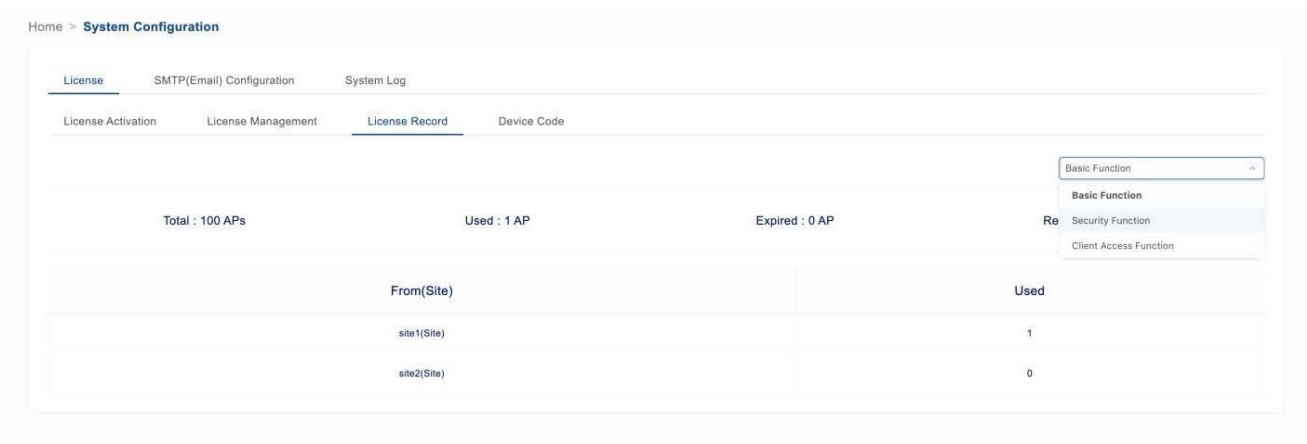 Home > System Configuration
License SMTP(Email) Configuration System Log
License Activation License Management License Record Device Code
Basic Function
Basic Function
Total : 100 APs Used : 1 AP Expired : 0 AP Re Security Function
Client Access Function
From(Site) Used
site1(Site) 1
site2(Site) 0